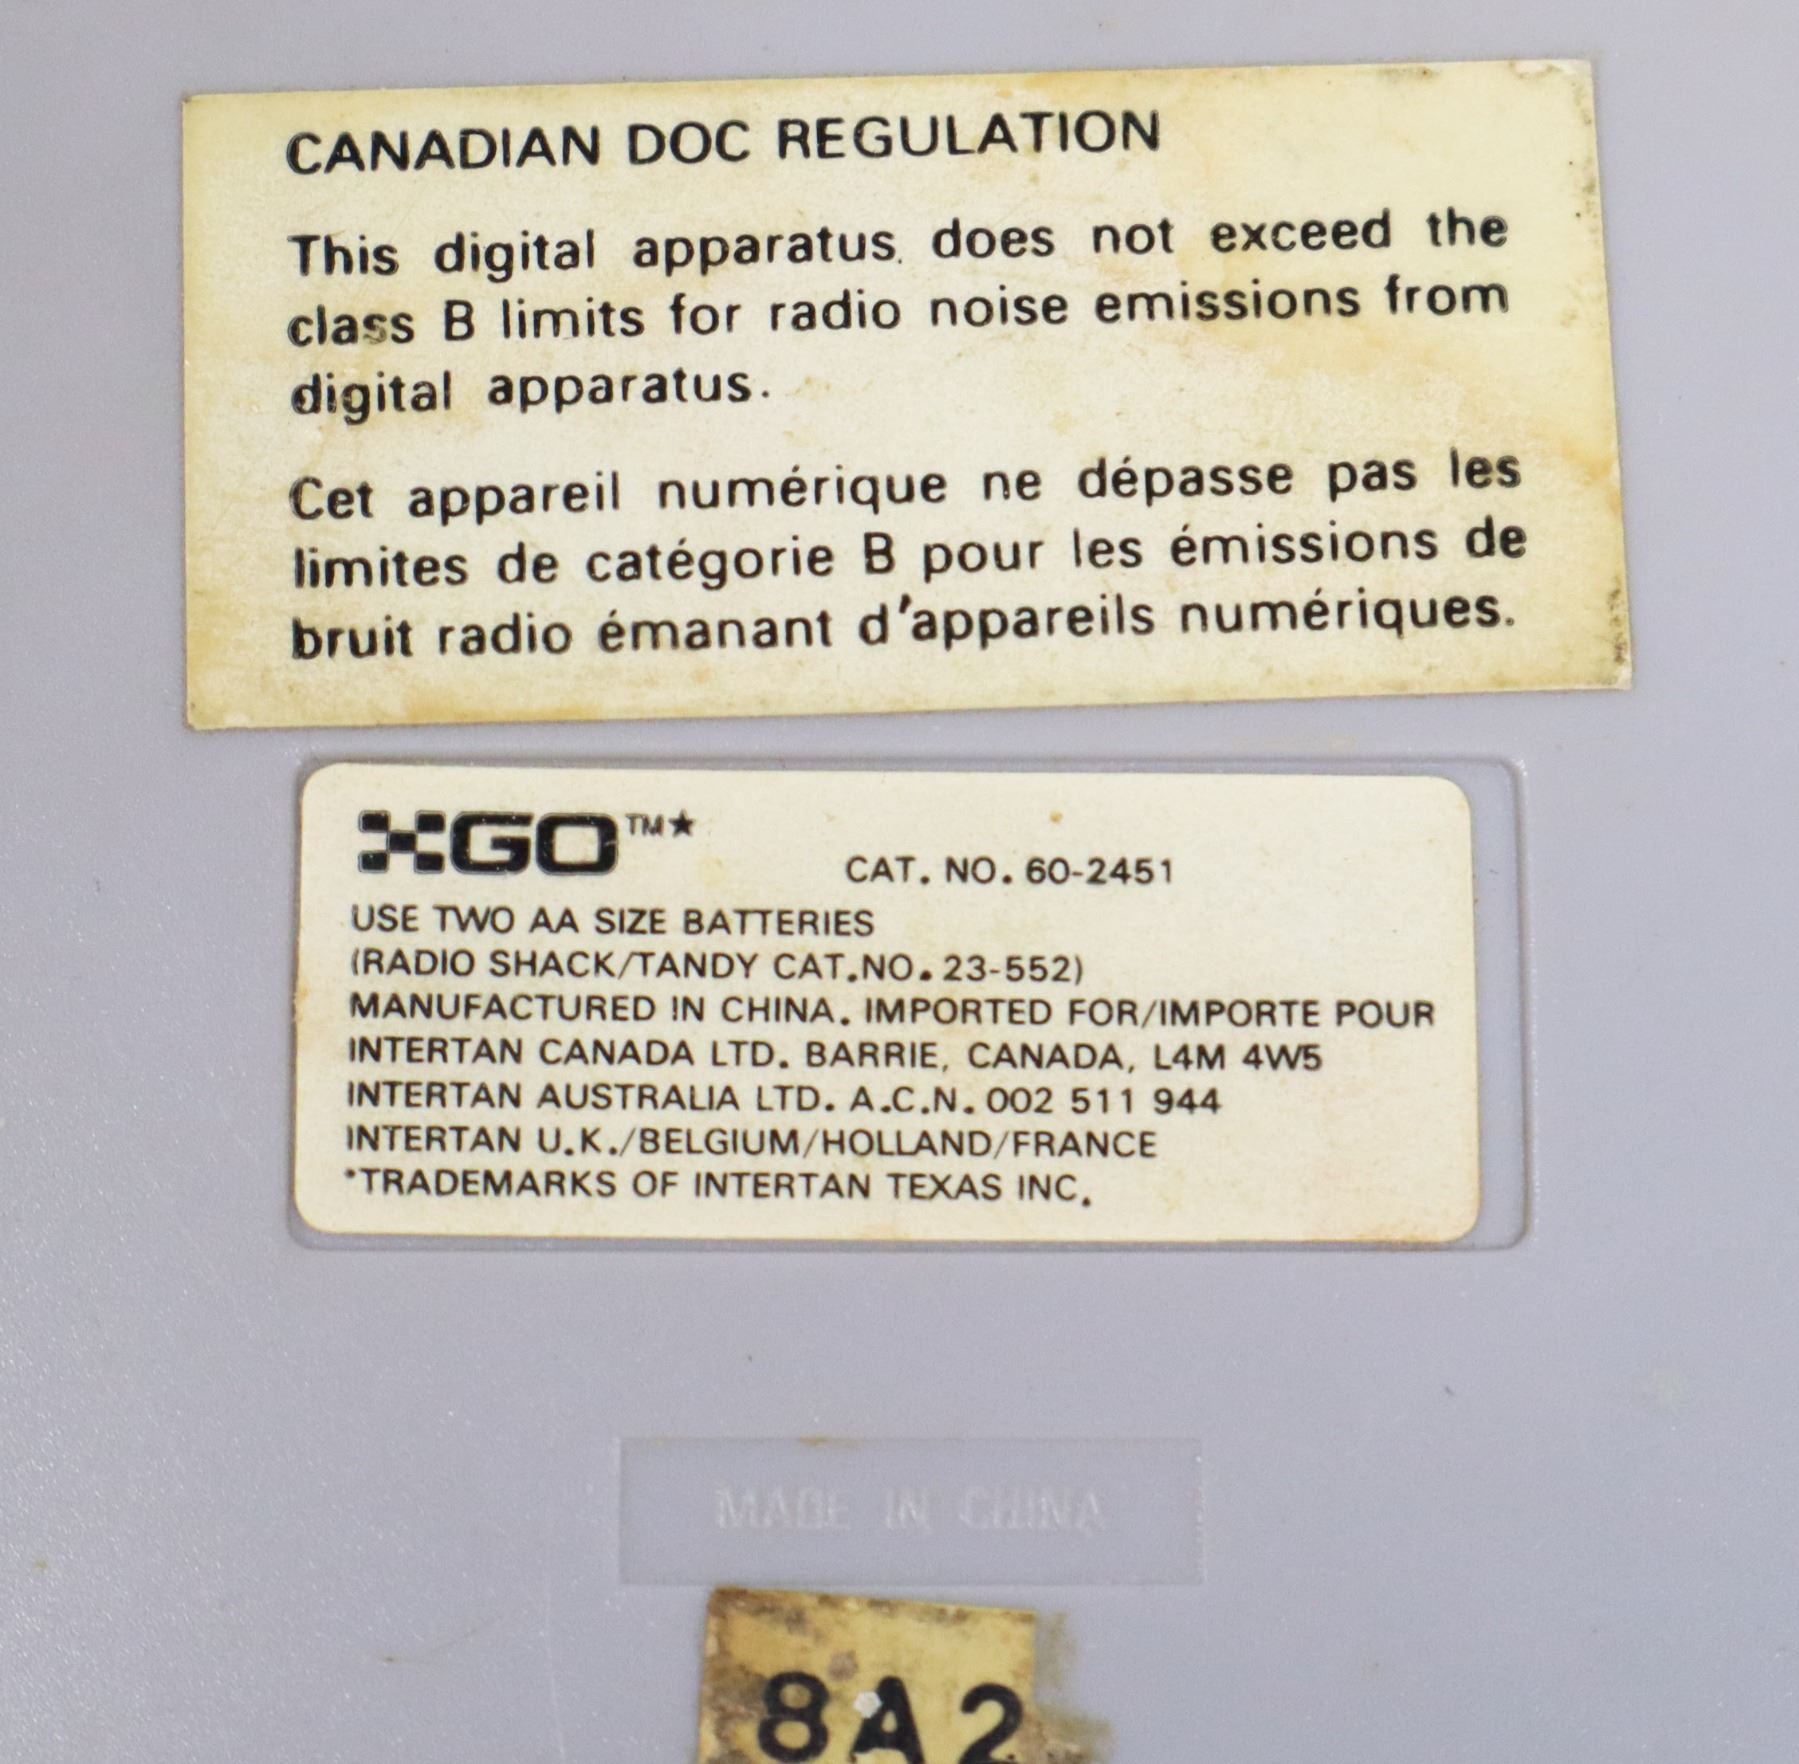 CANADIAN DOC REGULATION
This digital apparatus does not exceed the
class B limits for radio noise emissions from
digital apparatus.
Cet appareil numérique ne dépasse pas les
limites de catégorie B pour les émissions de
bruit radio émanant d'appareils numériques.
XGO™★
CAT. NO. 60-2451
USE TWO AA SIZE BATTERIES
(RADIO SHACK/TANDY CAT.NO. 23-552)
MANUFACTURED IN CHINA. IMPORTED FOR/IMPORTE POUR
INTERTAN CANADA LTD. BARRIE, CANADA, L4M 4W5
INTERTAN AUSTRALIA LTD. A.C.N. 002 511 944
INTERTAN U.K./BELGIUM/HOLLAND/FRANCE
*TRADEMARKS OF INTERTAN TEXAS INC.
MADE IN CHINA
8A2